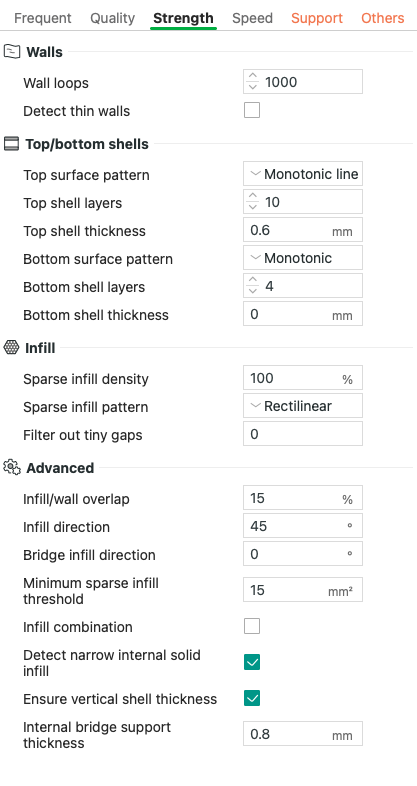 Frequent Quality Strength Speed Support Others
Walls
Wall loops 1000
Detect thin walls
Top/bottom shells
Top surface pattern Monotonic line
Top shell layers 10
Top shell thickness 0.6 mm
Bottom surface pattern Monotonic
Bottom shell layers 4
Bottom shell thickness 0 mm
Infill
Sparse infill density 100 %
Sparse infill pattern Rectilinear
Filter out tiny gaps 0
Advanced
Infill/wall overlap 15 %
Infill direction 45 °
Bridge infill direction 0 °
Minimum sparse infill
threshold 15 mm²
Infill combination
Detect narrow internal solid
infill
Ensure vertical shell thickness
Internal bridge support
thickness 0.8 mm